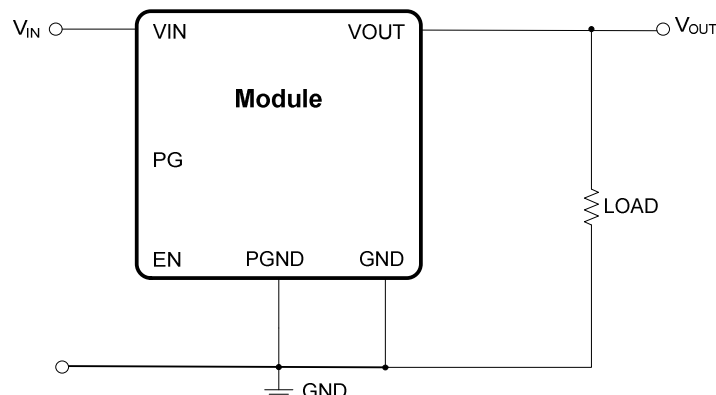 VIN
VIN
VOUT
VOUT
Module
PG
LOAD
EN
PGND
GND
GND